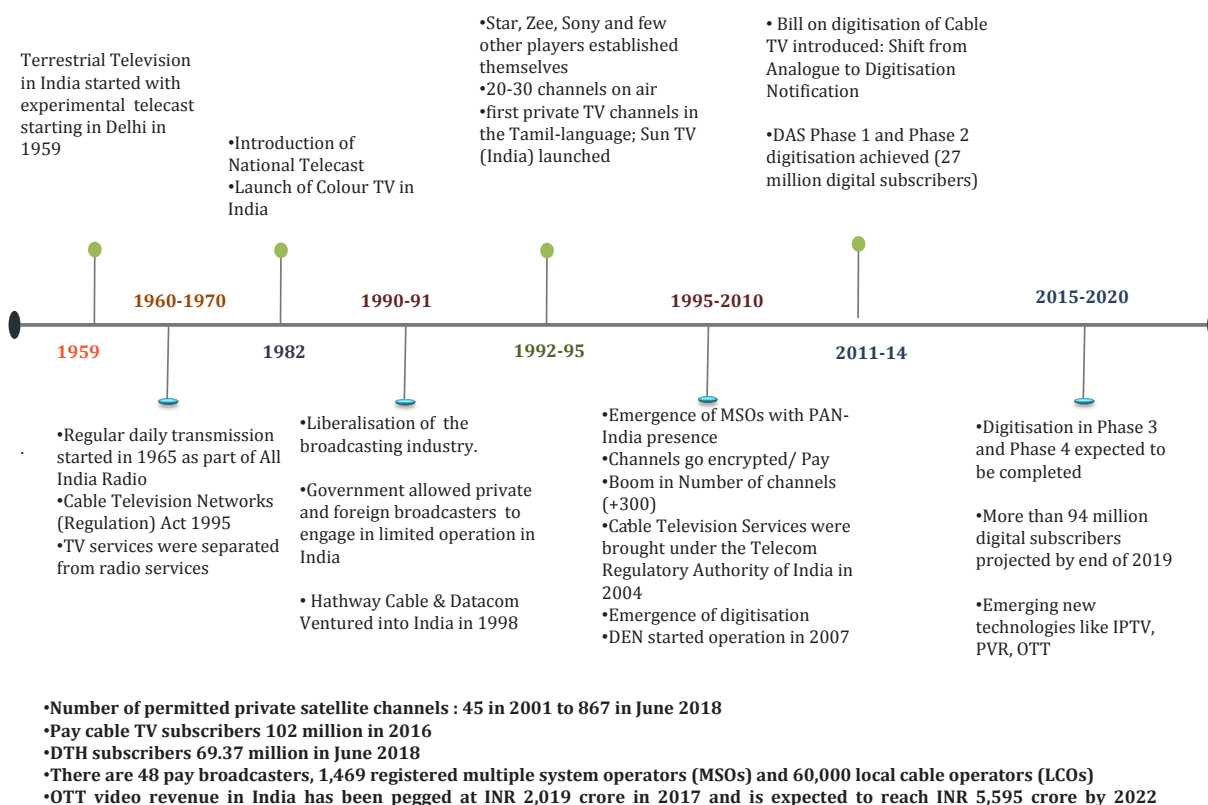 Terrestrial Television
in India started with
experimental telecast
starting in Delhi in
1959
•Introduction of
National Telecast
•Launch of Colour TV in
India
•Star, Zee, Sony and few
other players established
themselves
•20-30 channels on air
•first private TV channels in
the Tamil-language; Sun TV
(India) launched
• Bill on digitisation of Cable
TV introduced: Shift from
Analogue to Digitisation
Notification
•DAS Phase 1 and Phase 2
digitisation achieved (27
million digital subscribers)
1960-1970
1990-91
1995-2010
2015-2020
1959
1982
1992-95
2011-14
.
•Regular daily transmission
started in 1965 as part of All
India Radio
•Cable Television Networks
(Regulation) Act 1995
•TV services were separated
from radio services
•Liberalisation of the
broadcasting industry.
•Government allowed private
and foreign broadcasters to
engage in limited operation in
India
• Hathway Cable & Datacom
Ventured into India in 1998
•Emergence of MSOs with PAN-
India presence
•Channels go encrypted/ Pay
•Boom in Number of channels
(+300)
•Cable Television Services were
brought under the Telecom
Regulatory Authority of India in
2004
•Emergence of digitisation
•DEN started operation in 2007
•Digitisation in Phase 3
and Phase 4 expected to
be completed
•More than 94 million
digital subscribers
projected by end of 2019
•Emerging new
technologies like IPTV,
PVR, OTT
•Number of permitted private satellite channels : 45 in 2001 to 867 in June 2018
•Pay cable TV subscribers 102 million in 2016
•DTH subscribers 69.37 million in June 2018
•There are 48 pay broadcasters, 1,469 registered multiple system operators (MSOs) and 60,000 local cable operators (LCOs)
•OTT video revenue in India has been pegged at INR 2,019 crore in 2017 and is expected to reach INR 5,595 crore by 2022